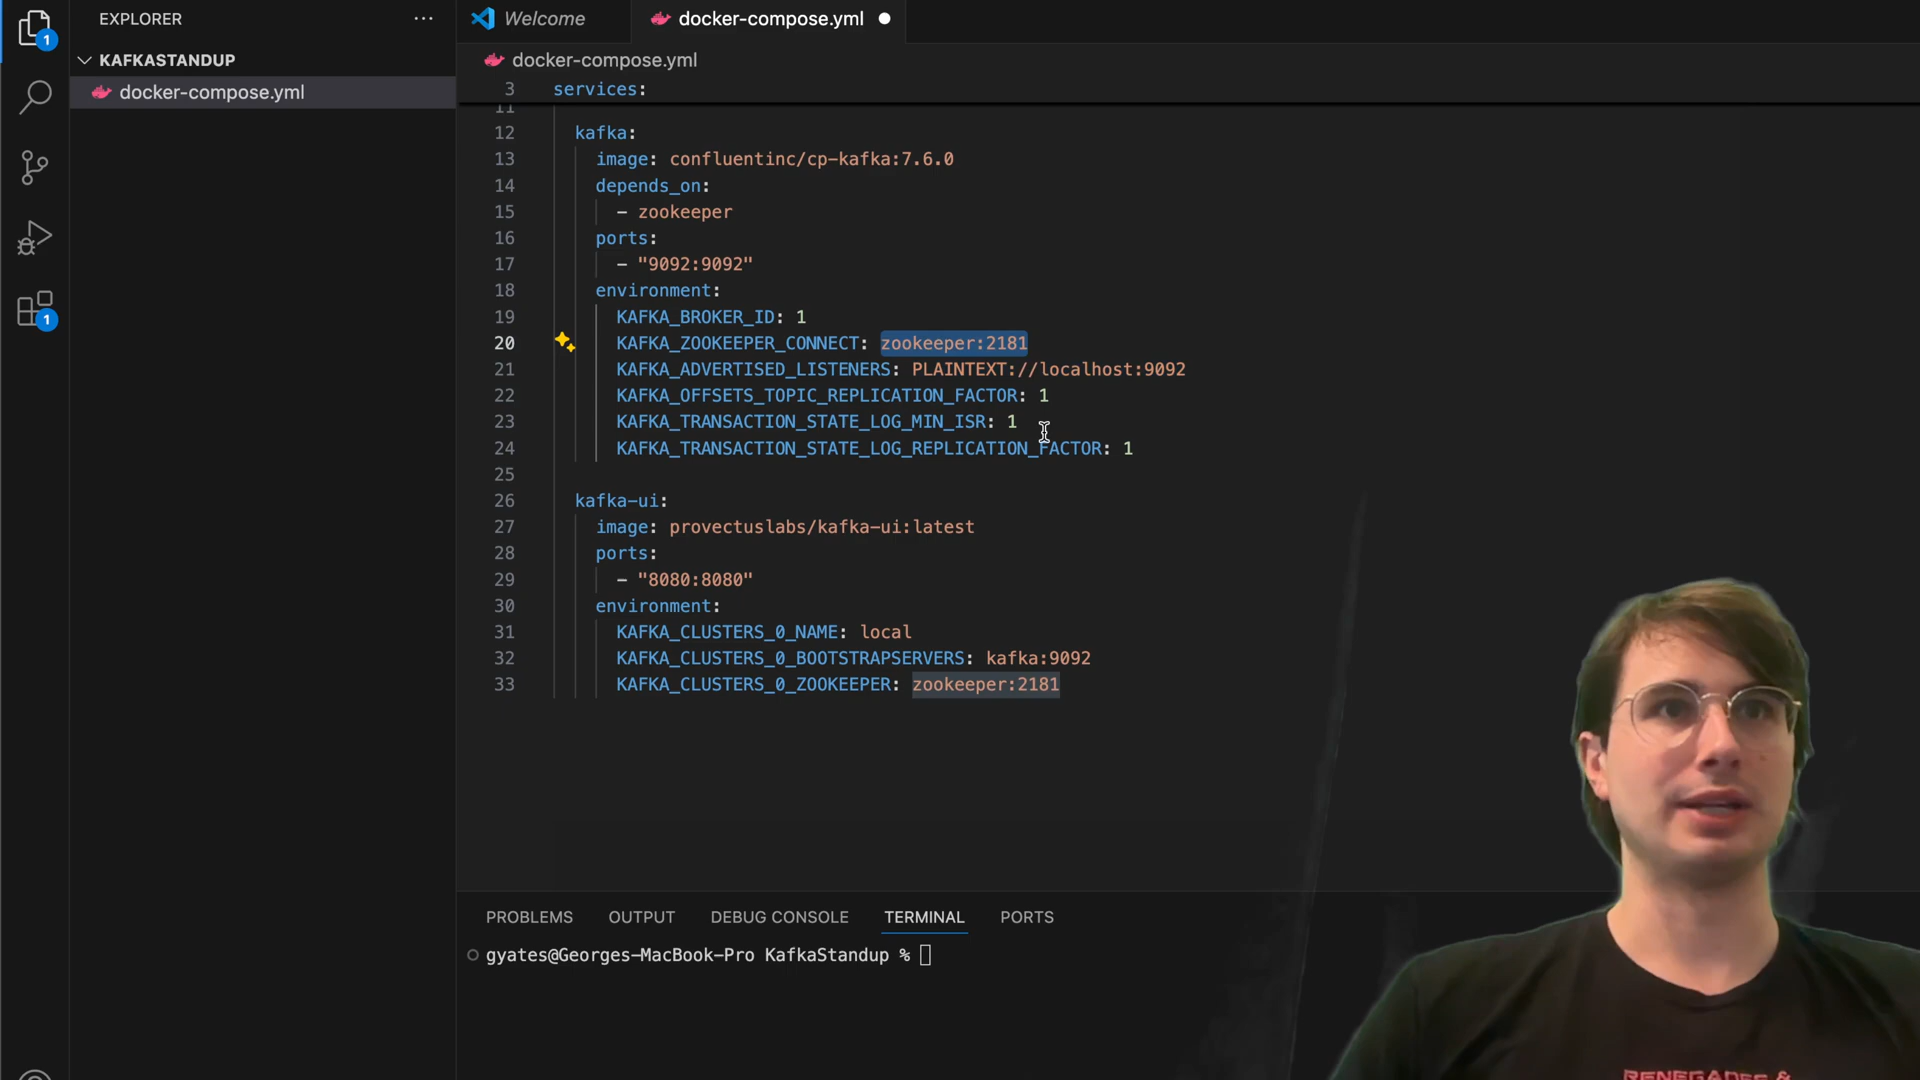 EXPLORER
KAFKASTANDUP
docker-compose.yml
1
1
Welcome
docker-compose.yml
docker-compose.yml
3 services:
11
12 kafka:
13 image: confluentinc/cp-kafka:7.6.0
14 depends_on:
15 - zookeeper
16 ports:
17 - "9092:9092"
18 environment:
19 KAFKA_BROKER_ID: 1
20 KAFKA_ZOOKEEPER_CONNECT: zookeeper:2181
21 KAFKA_ADVERTISED_LISTENERS: PLAINTEXT://localhost:9092
22 KAFKA_OFFSETS_TOPIC_REPLICATION_FACTOR: 1
23 KAFKA_TRANSACTION_STATE_LOG_MIN_ISR: 1
24 KAFKA_TRANSACTION_STATE_LOG_REPLICATION_FACTOR: 1
25
26 kafka-ui:
27 image: provectuslabs/kafka-ui:latest
28 ports:
29 - "8080:8080"
30 environment:
31 KAFKA_CLUSTERS_0_NAME: local
32 KAFKA_CLUSTERS_0_BOOTSTRAPSERVERS: kafka:9092
33 KAFKA_CLUSTERS_0_ZOOKEEPER: zookeeper:2181
PROBLEMS OUTPUT DEBUG CONSOLE TERMINAL PORTS
gyates@Georges-MacBook-Pro KafkaStandup %
RENEGADES &